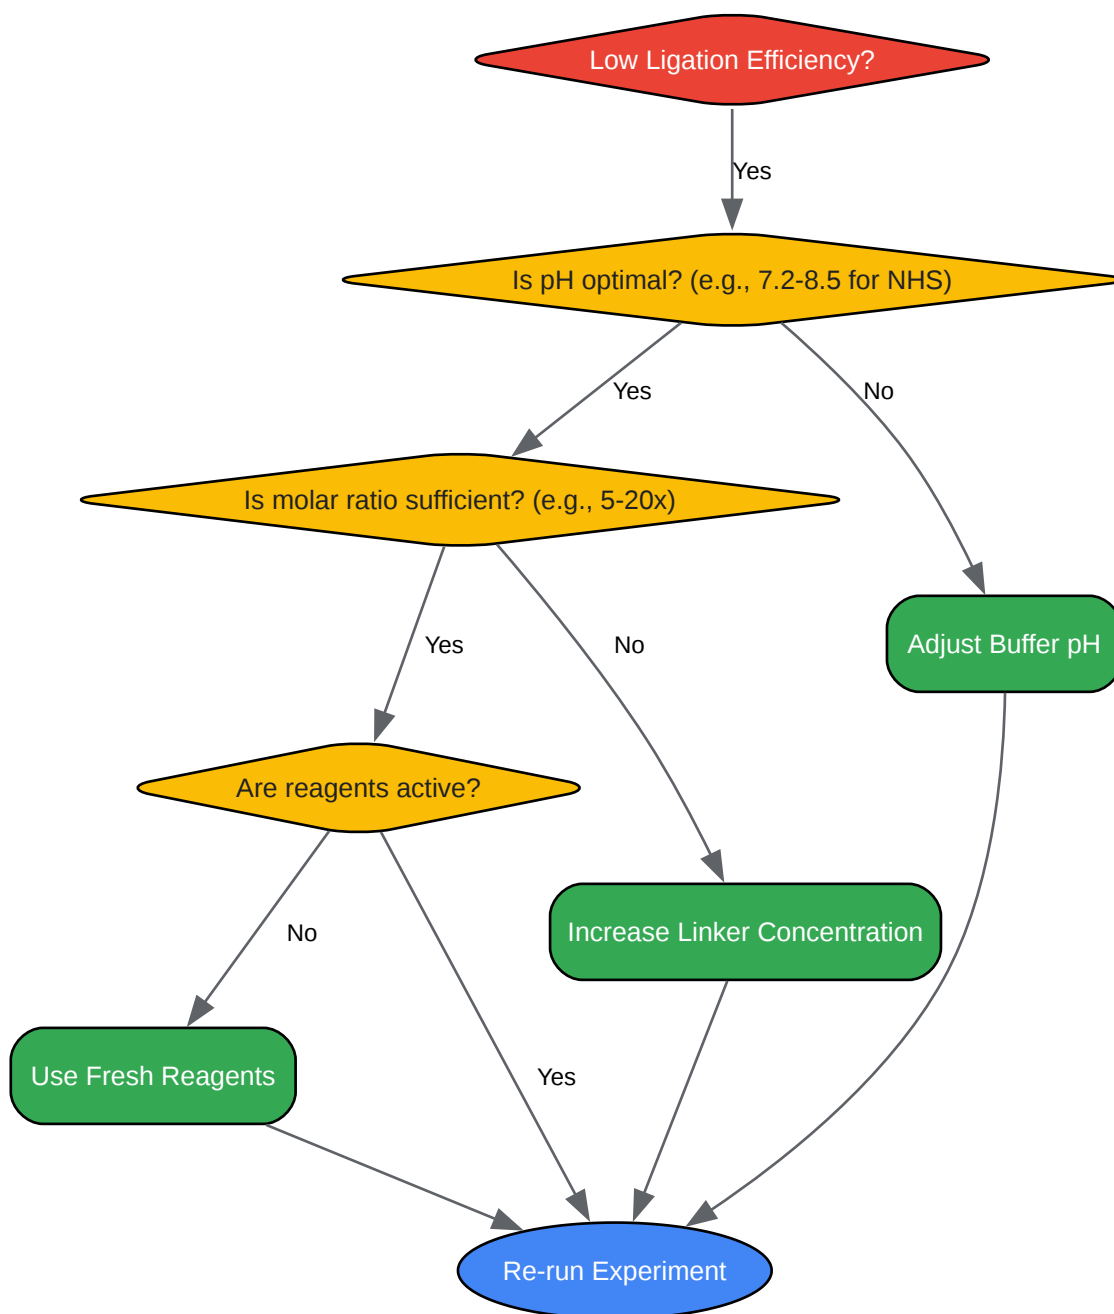 Low Ligation Efficiency?
Yes
Is pH optimal? (e.g., 7.2-8.5 for NHS)
Yes
No
Is molar ratio sufficient? (e.g., 5-20x)
Yes
No
Adjust Buffer pH
Are reagents active?
No
Increase Linker Concentration
Use Fresh Reagents
Yes
Re-run Experiment